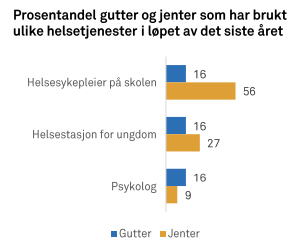 Prosentandel gutter og jenter som har brukt
ulike helsetjenester i løpet av det siste året
Helsesykepleier på skolen
16
56
Helsestasjon for ungdom
16
27
Psykolog
16
9
Gutter Jenter